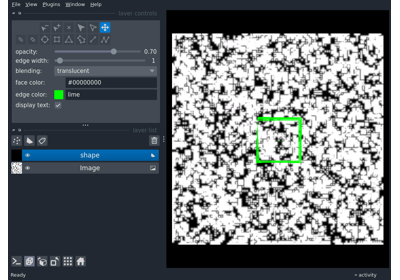 File View Plugins Window Help
layer controls
opacity: 0.70
edge width: 1
blending: translucent
face color: #00000000
edge color: lime
display text:
layer list
shape
Image
Ready
activity